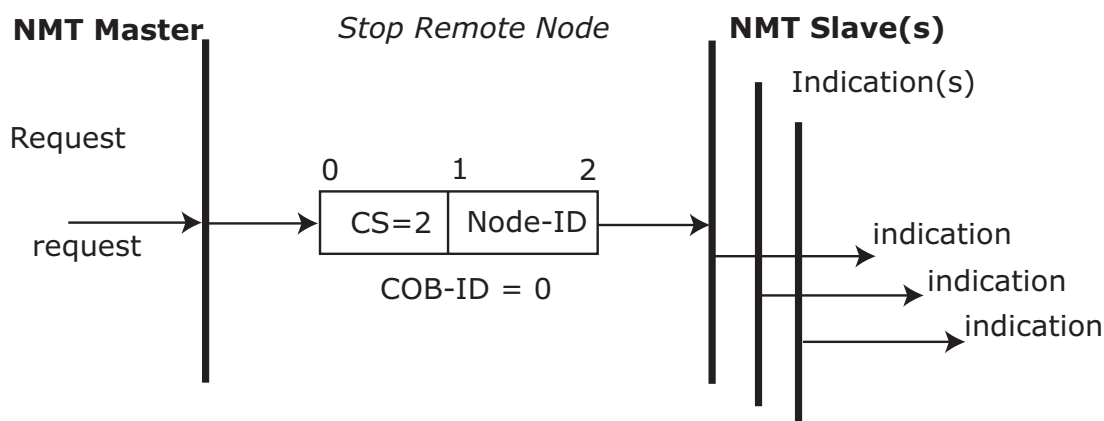 NMT Master
Stop Remote Node
NMT Slave(s)
Indication(s)
Request
0 1 2
CS=2 Node-ID
request
indication
COB-ID = 0
indication
indication